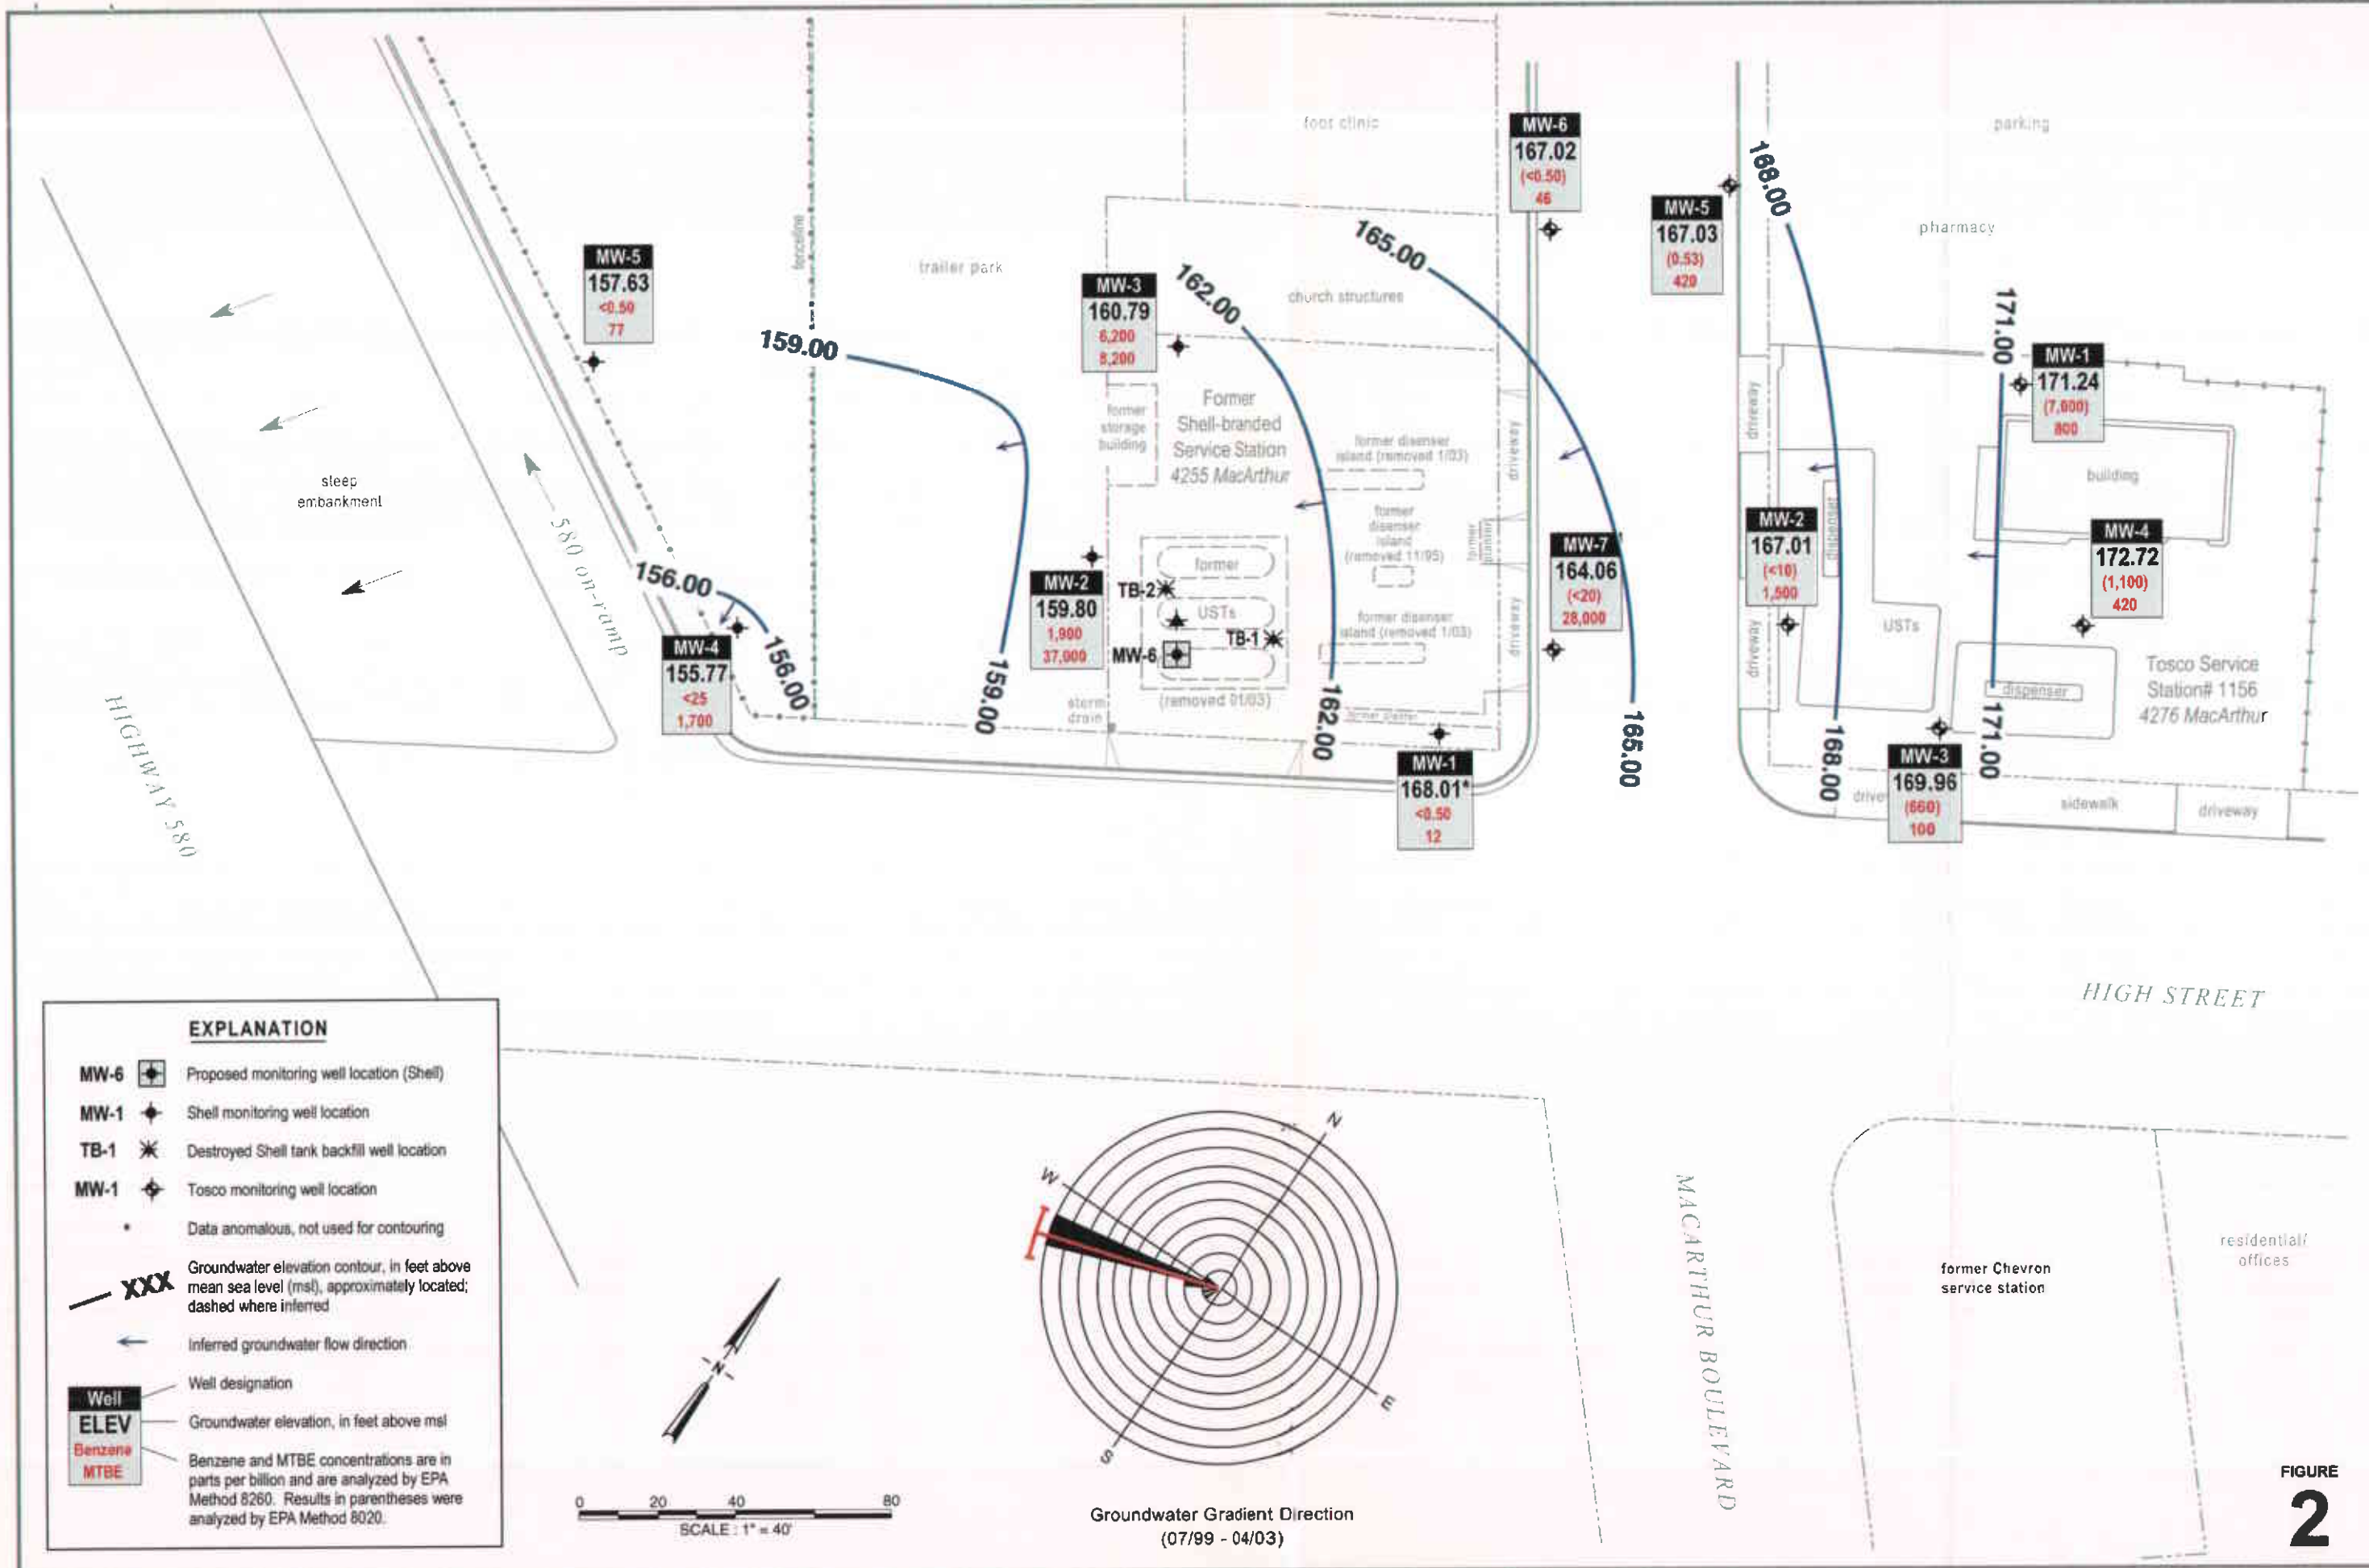 foot clinic
parking
MW-6
167.02
(<0.50)
46
168.00
MW-5
167.03
(0.53)
420
pharmacy
fenceline
trailer park
MW-5
157.63
<0.50
77
MW-3
160.79
6,200
8,200
162.00
165.00
church structures
159.00
171.00
MW-1
171.24
(7,000)
800
former
storage
building
Former
Shell-branded
Service Station
4255 MacArthur
former disenser
island (removed 1/03)
driveway
driveway
building
steep
embankment
580 on-ramp
former
disenser
island
(removed 11/95)
former
planter
MW-7
164.06
(<20)
28,000
MW-2
167.01
(<10)
1,500
dispenser
MW-4
172.72
(1,100)
420
156.00
MW-2
159.80
1,900
37,000
TB-2
former
USTs
TB-1
MW-6
(removed 01/03)
former disenser
island (removed 1/03)
driveway
driveway
USTs
MW-4
155.77
<25
1,700
156.00
159.00
storm
drain
162.00
former planter
165.00
168.00
dispenser
171.00
Tosco Service
Station# 1156
4276 MacArthur
MW-1
168.01*
<0.50
12
MW-3
169.96
(660)
100
drive
sidewalk
driveway
HIGHWAY 580
HIGH STREET
EXPLANATION
MW-6 Proposed monitoring well location (Shell)
MW-1 Shell monitoring well location
TB-1 Destroyed Shell tank backfill well location
MW-1 Tosco monitoring well location
* Data anomalous, not used for contouring
XXX Groundwater elevation contour, in feet above
mean sea level (msl), approximately located;
dashed where inferred
Inferred groundwater flow direction
Well
ELEV
Benzene
MTBE
Well designation
Groundwater elevation, in feet above msl
Benzene and MTBE concentrations are in
parts per billion and are analyzed by EPA
Method 8260. Results in parentheses were
analyzed by EPA Method 8020.
N
0 20 40 80
SCALE : 1" = 40'
N
W
E
S
Groundwater Gradient Direction
(07/99 - 04/03)
MACARTHUR BOULEVARD
former Chevron
service station
residential/
offices
FIGURE
2